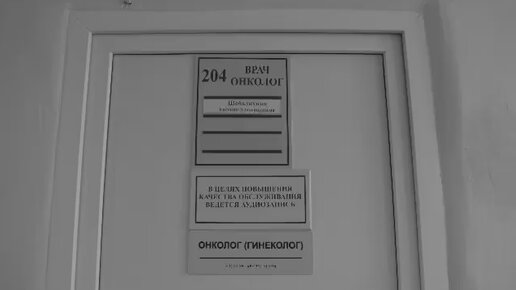 204 ВРАЧ
ОНКОЛОГ
В ЦЕЛЯХ ПОВЫШЕНИЯ
КАЧЕСТВА ОБСЛУЖИВАНИЯ
ВЕДЕТСЯ АУДИОЗАПИСЬ
ОНКОЛОГ (ГИНЕКОЛОГ)